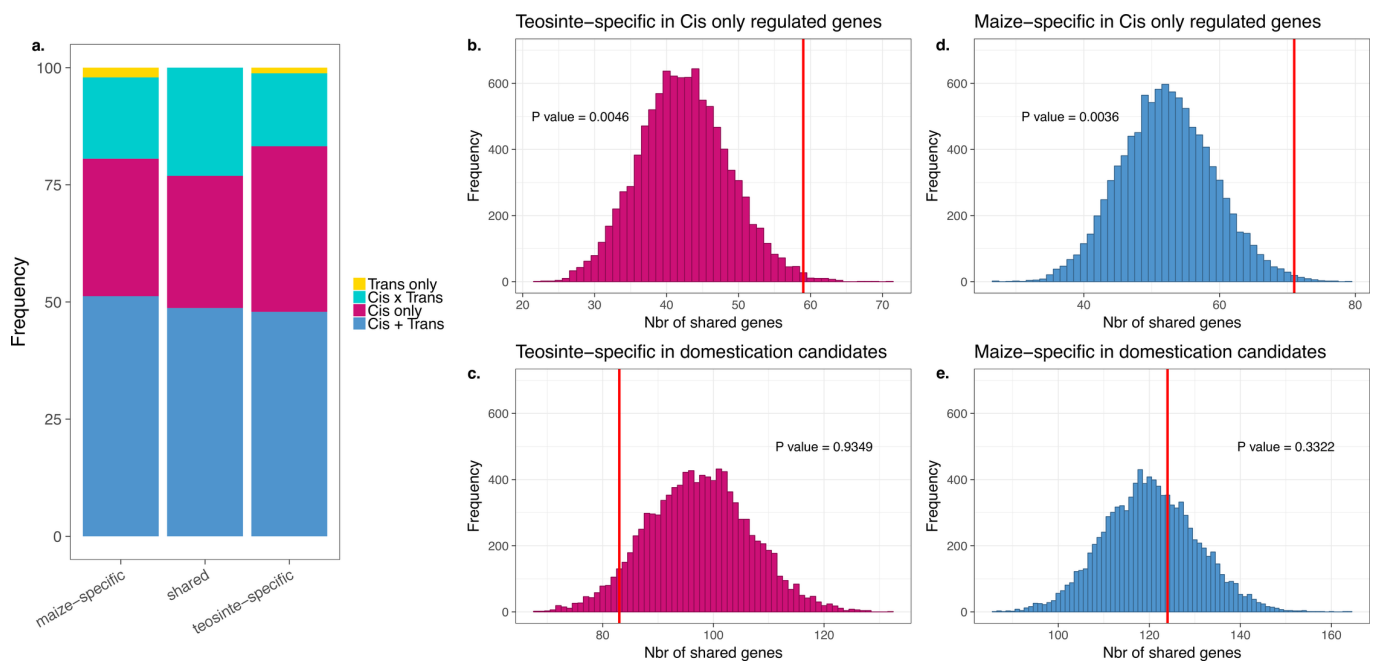 a.
100
75
50
25
0
Frequency
maize−specific
shared
teosinte−specific
Trans only
Cis x Trans
Cis only
Cis + Trans
Teosinte−specific in Cis only regulated genes
b.
600
400
200
0
Frequency
P value = 0.0046
20 30 40 50 60 70
Nbr of shared genes
Teosinte−specific in domestication candidates
c.
600
400
200
0
Frequency
P value = 0.9349
80 100 120
Nbr of shared genes
Maize−specific in Cis only regulated genes
d.
600
400
200
0
Frequency
P value = 0.0036
40 60 80
Nbr of shared genes
Maize−specific in domestication candidates
e.
600
400
200
0
Frequency
P value = 0.3322
100 120 140 160
Nbr of shared genes